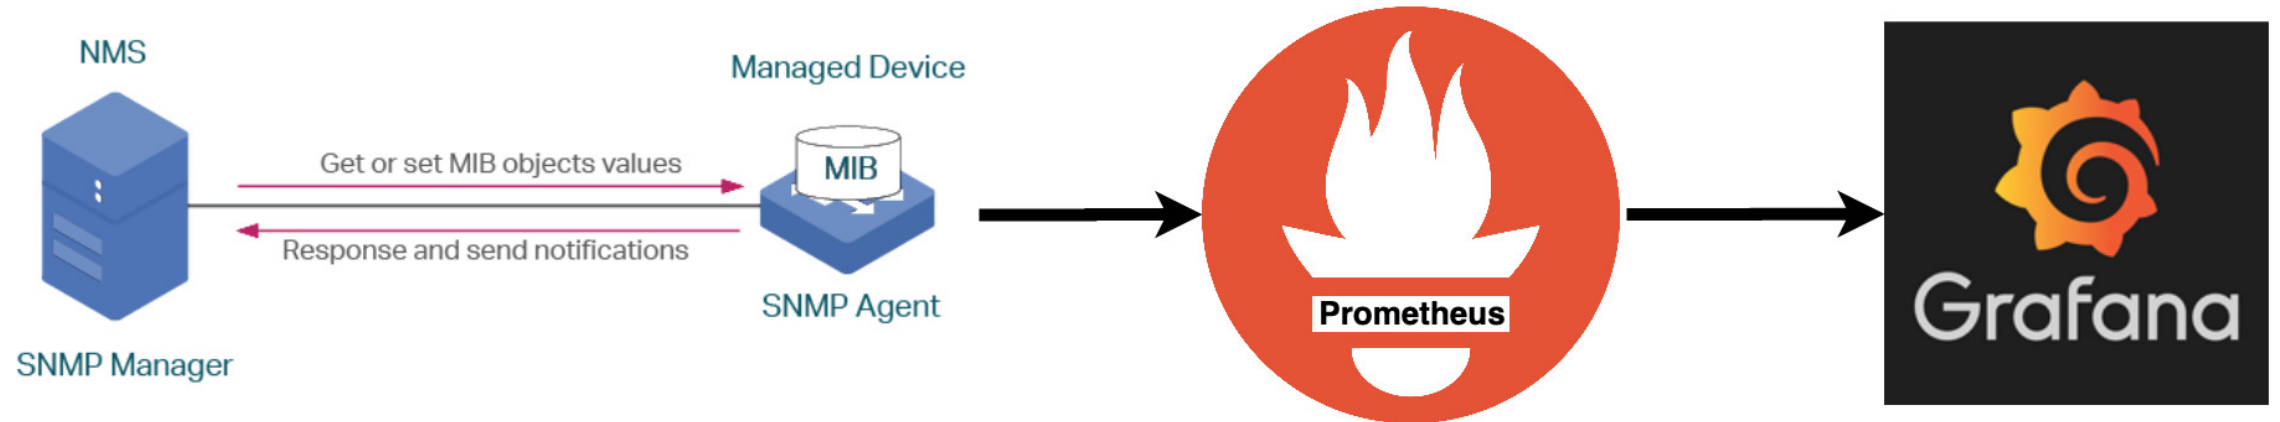 NMS
SNMP Manager
Get or set MIB objects values
Response and send notifications
Managed Device
MIB
SNMP Agent
Prometheus
Grafana